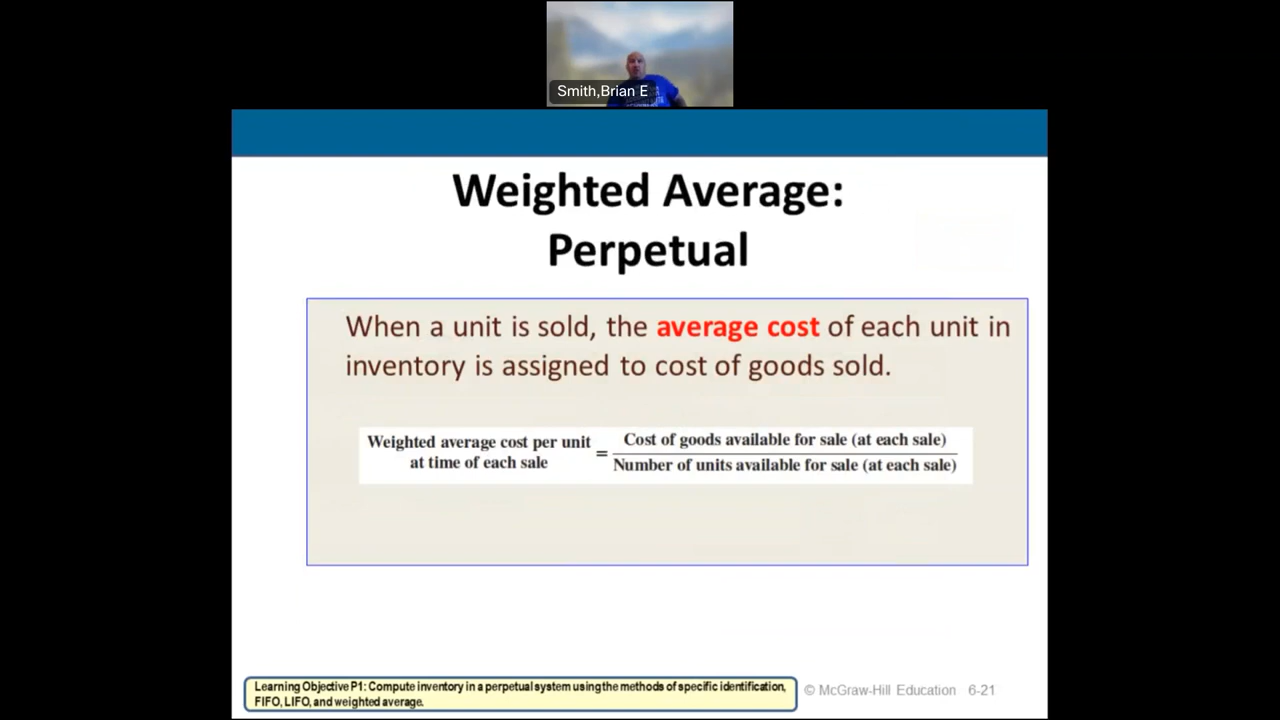 Smith,Brian E
Weighted Average:
Perpetual
When a unit is sold, the average cost of each unit in
inventory is assigned to cost of goods sold.
Weighted average cost per unit
at time of each sale
=
Cost of goods available for sale (at each sale)
Number of units available for sale (at each sale)
Learning Objective P1: Compute inventory in a perpetual system using the methods of specific identification,
FIFO, LIFO, and weighted average.
© McGraw-Hill Education 6-21